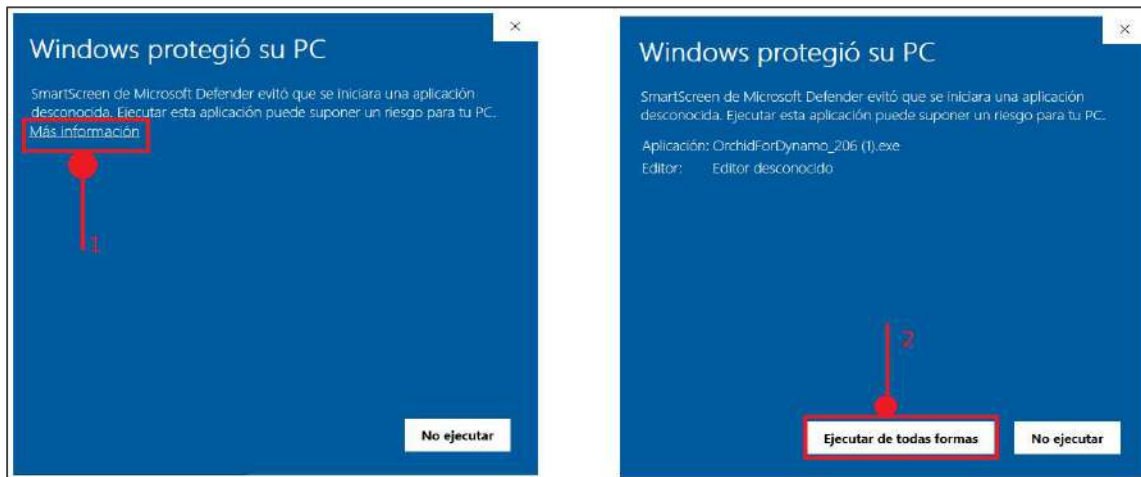 ×
Windows protegió su PC
SmartScreen de Microsoft Defender evitó que se iniciara una aplicación
desconocida. Ejecutar esta aplicación puede suponer un riesgo para tu PC.
Más información
1
No ejecutar
×
Windows protegió su PC
SmartScreen de Microsoft Defender evitó que se iniciara una aplicación
desconocida. Ejecutar esta aplicación puede suponer un riesgo para tu PC.
Aplicación: OrchidForDynamo_206 (1).exe
Editor: Editor desconocido
2
Ejecutar de todas formas No ejecutar